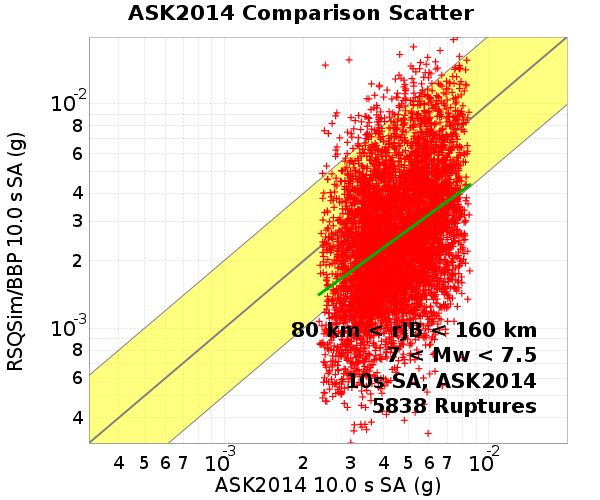 ASK2014 Comparison Scatter
RSQSim/BBP 10.0 s SA (g)
10-2
8
6
4
3
2
10-3
8
6
4
80 km < rJB < 160 km
7 < Mw < 7.5
10s SA, ASK2014
5838 Ruptures
4 5 6 7 10-3 2 3 4 5 6 7 10-2
ASK2014 10.0 s SA (g)